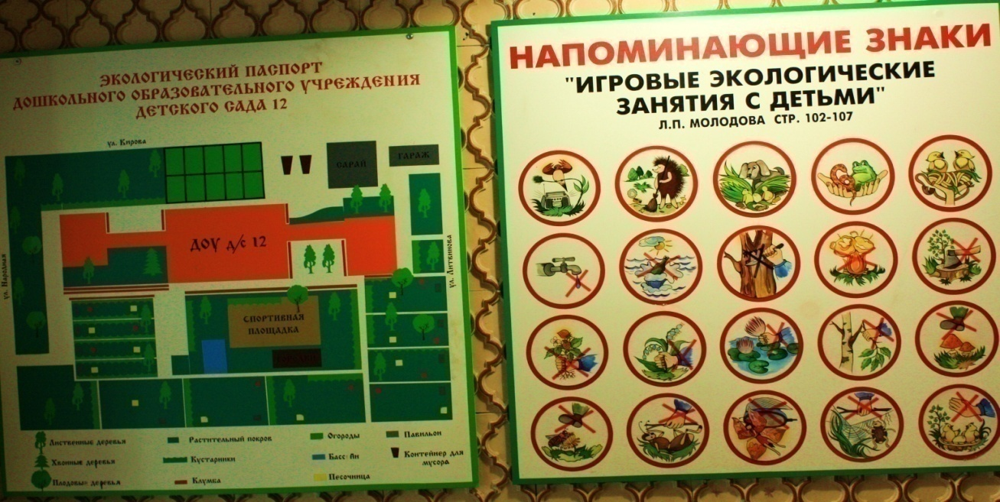 ЭКОЛОГИЧЕСКИЙ ПАСПОРТ
ДОШКОЛЬНОГО ОБРАЗОВАТЕЛЬНОГО УЧРЕЖДЕНИЯ
ДЕТСКОГО САДА 12
ул. Кирова
САРАЙ
ГАРАЖ
ДОУ д/с 12
ул. Народная
ул. Литвинова
СПОРТИВНАЯ
ПЛОЩАДКА
Лиственные деревья
Хвойные деревья
Плодовые деревья
Растительный покров
Кустарники
Клумба
Огороды
Бассейн
Песочница
Павильон
Контейнер для
мусора
НАПОМИНАЮЩИЕ ЗНАКИ
"ИГРОВЫЕ ЭКОЛОГИЧЕСКИЕ
ЗАНЯТИЯ С ДЕТЬМИ"
Л.П. МОЛОДОВА СТР. 102-107